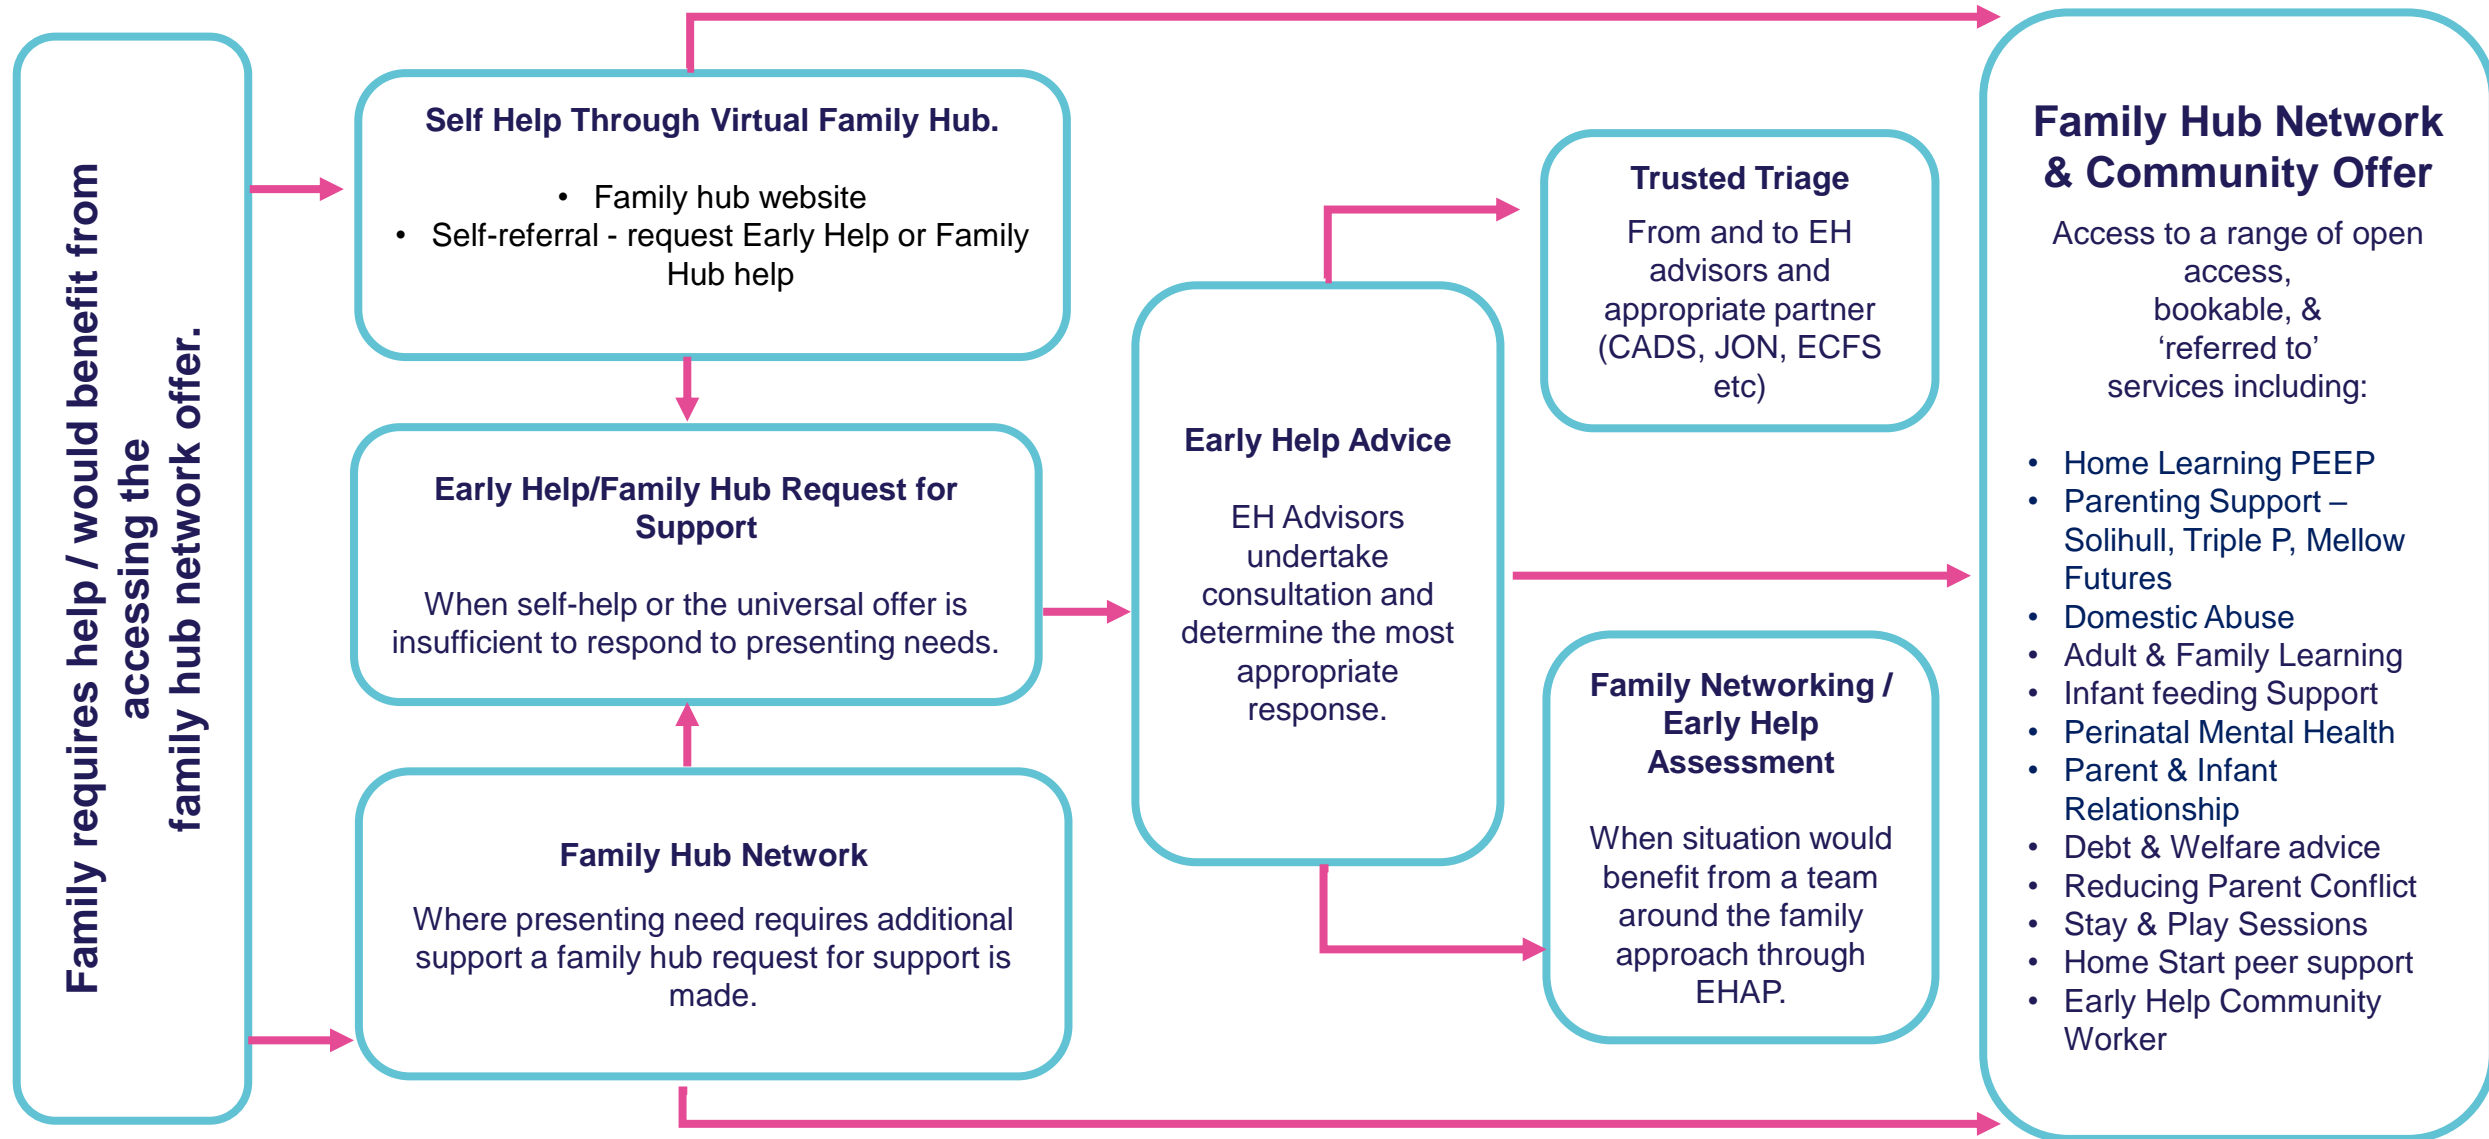 Family requires help / would benefit from
accessing the
family hub network offer.
Self Help Through Virtual Family Hub.
• Family hub website
• Self-referral - request Early Help or Family
Hub help
Early Help/Family Hub Request for
Support
When self-help or the universal offer is
insufficient to respond to presenting needs.
Family Hub Network
Where presenting need requires additional
support a family hub request for support is
made.
Early Help Advice
EH Advisors
undertake
consultation and
determine the most
appropriate
response.
Trusted Triage
From and to EH
advisors and
appropriate partner
(CADS, JON, ECFS
etc)
Family Networking /
Early Help
Assessment
When situation would
benefit from a team
around the family
approach through
EHAP.
Family Hub Network
& Community Offer
Access to a range of open
access,
bookable, &
‘referred to’
services including:
• Home Learning PEEP
• Parenting Support –
Solihull, Triple P, Mellow
Futures
• Domestic Abuse
• Adult & Family Learning
• Infant feeding Support
• Perinatal Mental Health
• Parent & Infant
Relationship
• Debt & Welfare advice
• Reducing Parent Conflict
• Stay & Play Sessions
• Home Start peer support
• Early Help Community
Worker